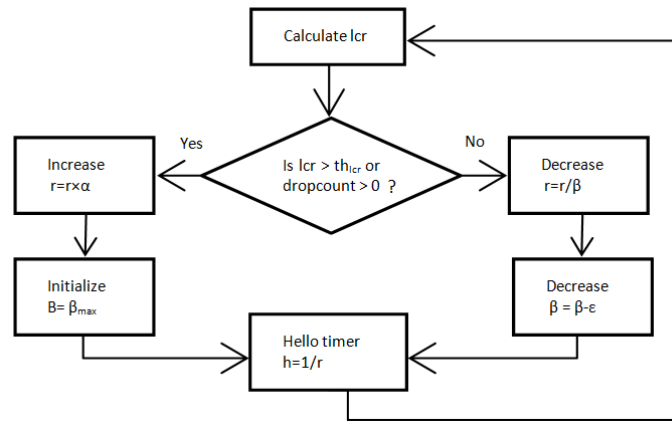 Calculate lcr
Yes
No
Is lcr > thlcr or
dropcount > 0 ?
Increase
r=r×α
Decrease
r=r/β
Initialize
B= βmax
Decrease
β = β-ε
Hello timer
h=1/r